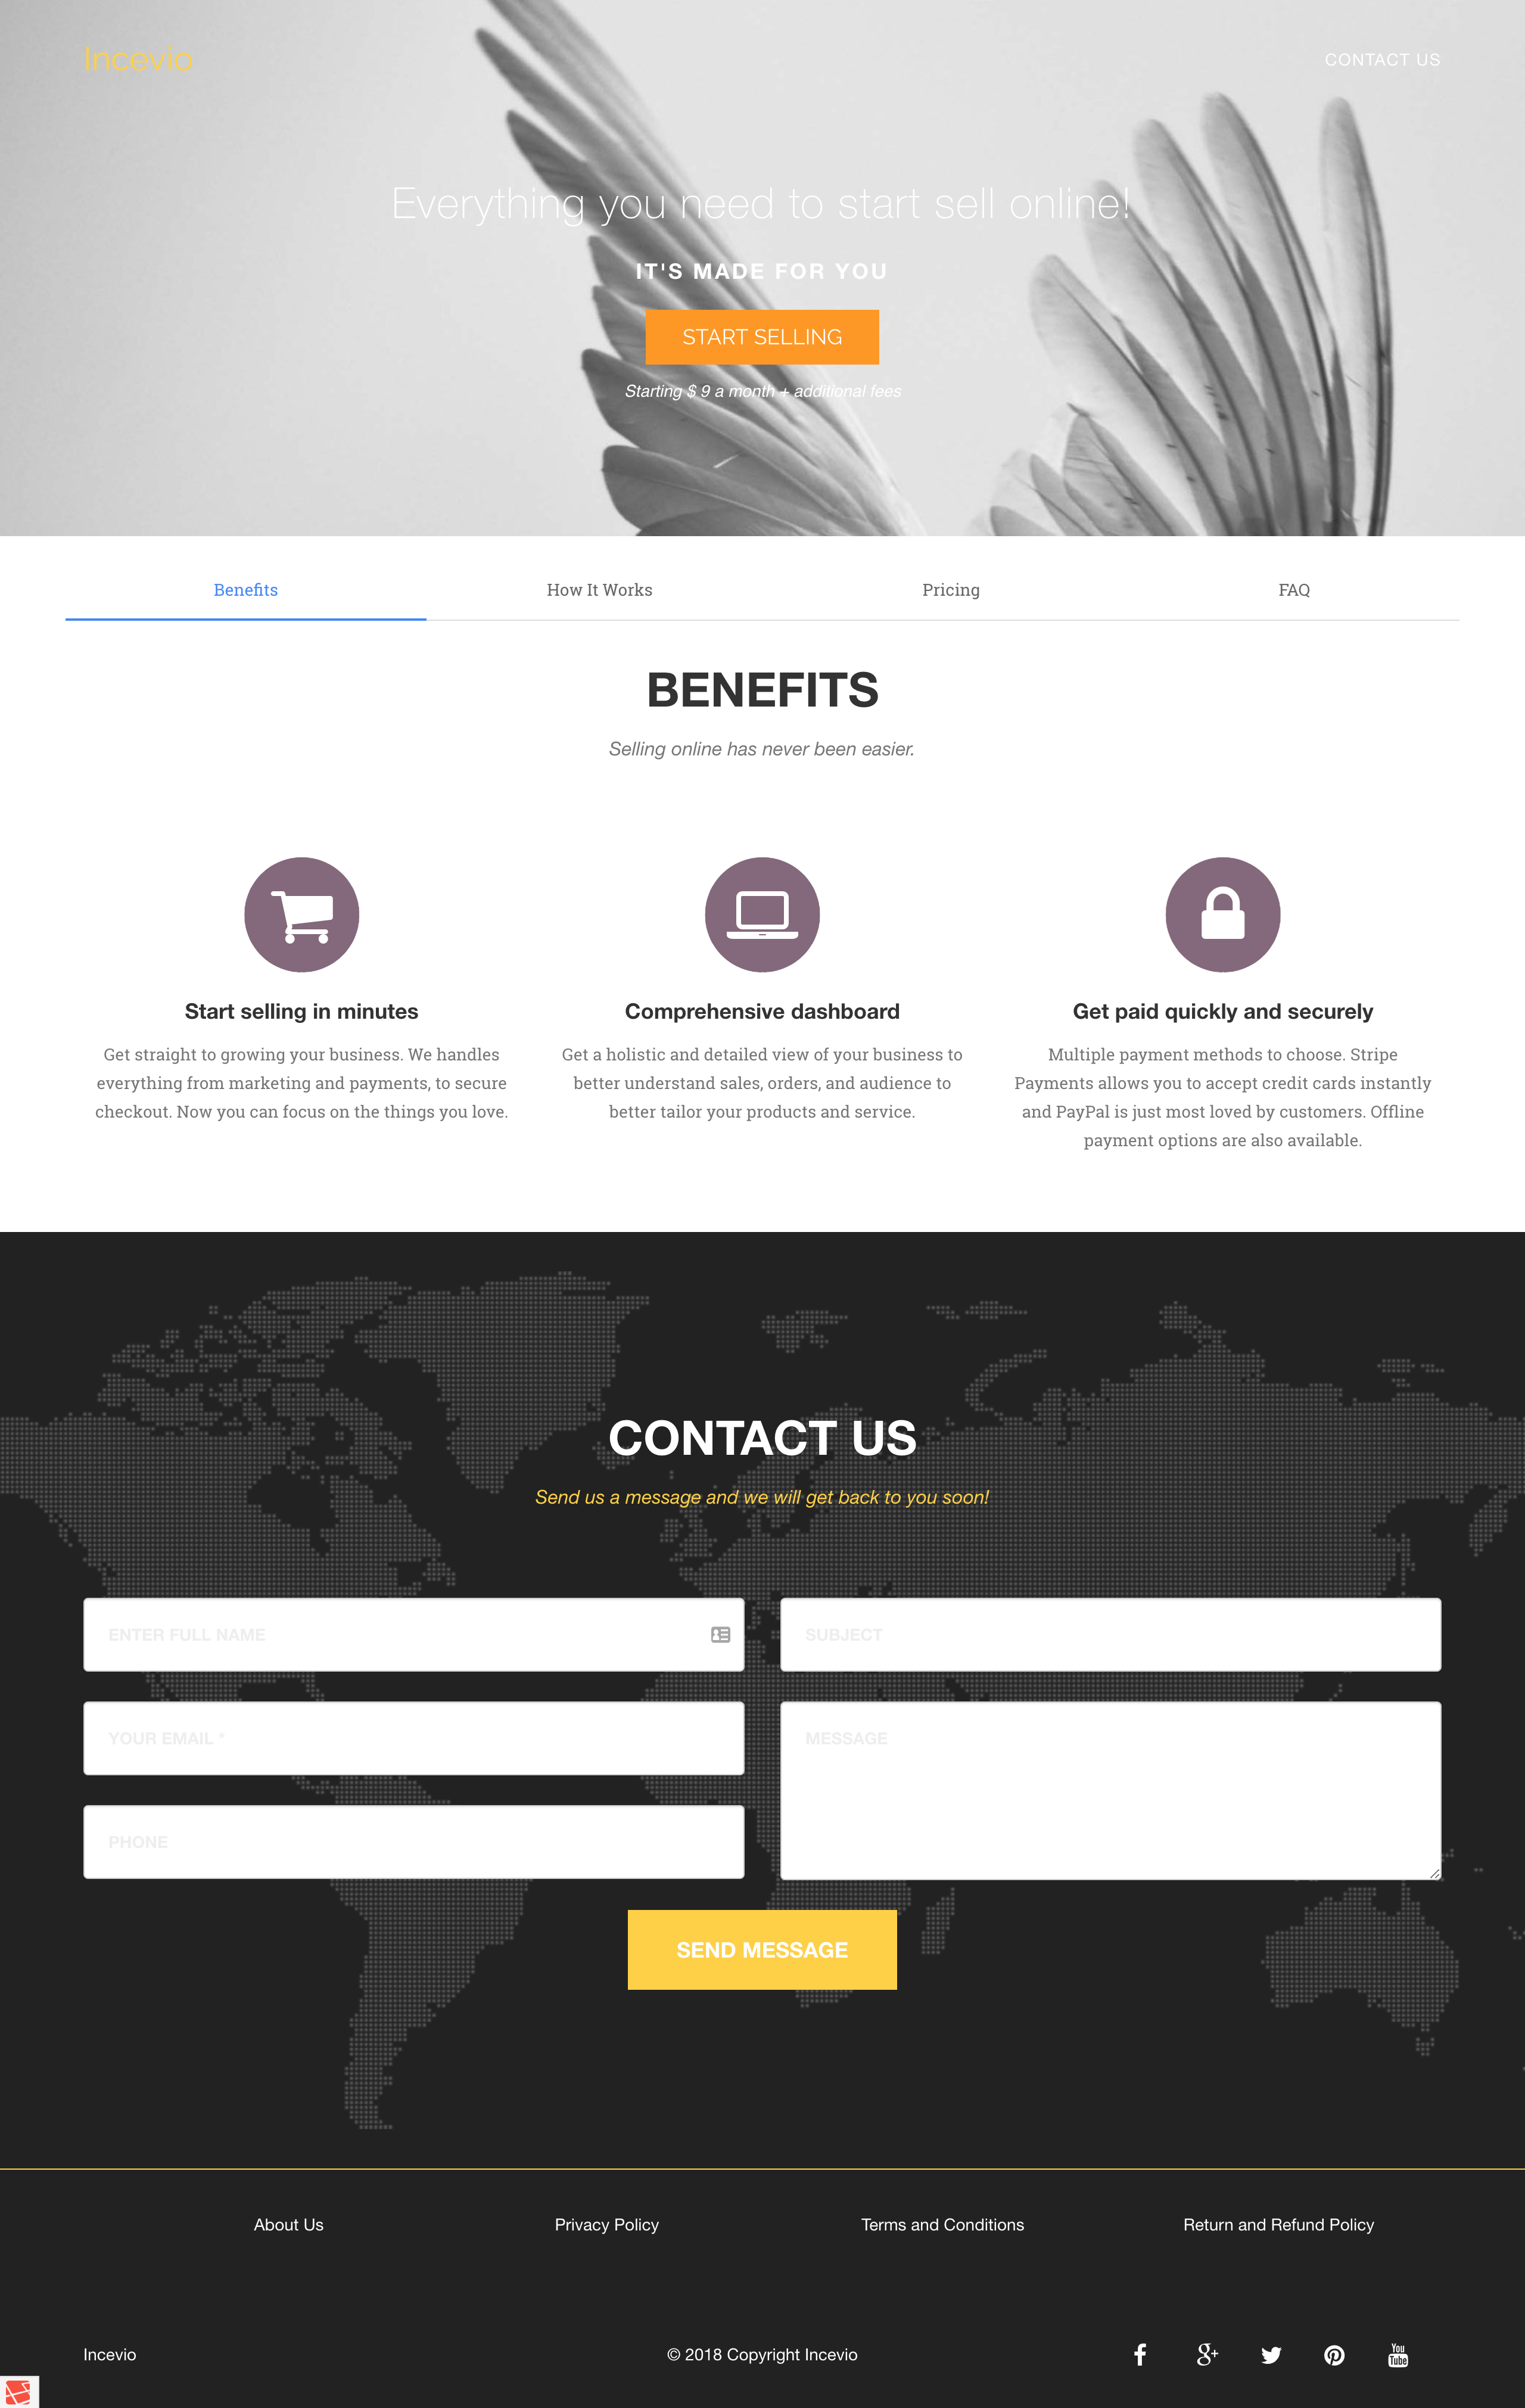 Incevio
CONTACT US
Everything you need to start sell online!
IT'S MADE FOR YOU
START SELLING
Starting $ 9 a month + additional fees
Benefits
How It Works
Pricing
FAQ
BENEFITS
Selling online has never been easier.
Start selling in minutes
Get straight to growing your business. We handles
everything from marketing and payments, to secure
checkout. Now you can focus on the things you love.
Comprehensive dashboard
Get a holistic and detailed view of your business to
better understand sales, orders, and audience to
better tailor your products and service.
Get paid quickly and securely
Multiple payment methods to choose. Stripe
Payments allows you to accept credit cards instantly
and PayPal is just most loved by customers. Offline
payment options are also available.
CONTACT US
Send us a message and we will get back to you soon!
ENTER FULL NAME
SUBJECT
YOUR EMAIL *
MESSAGE
PHONE
SEND MESSAGE
About Us
Privacy Policy
Terms and Conditions
Return and Refund Policy
Incevio
© 2018 Copyright Incevio
You
Tube